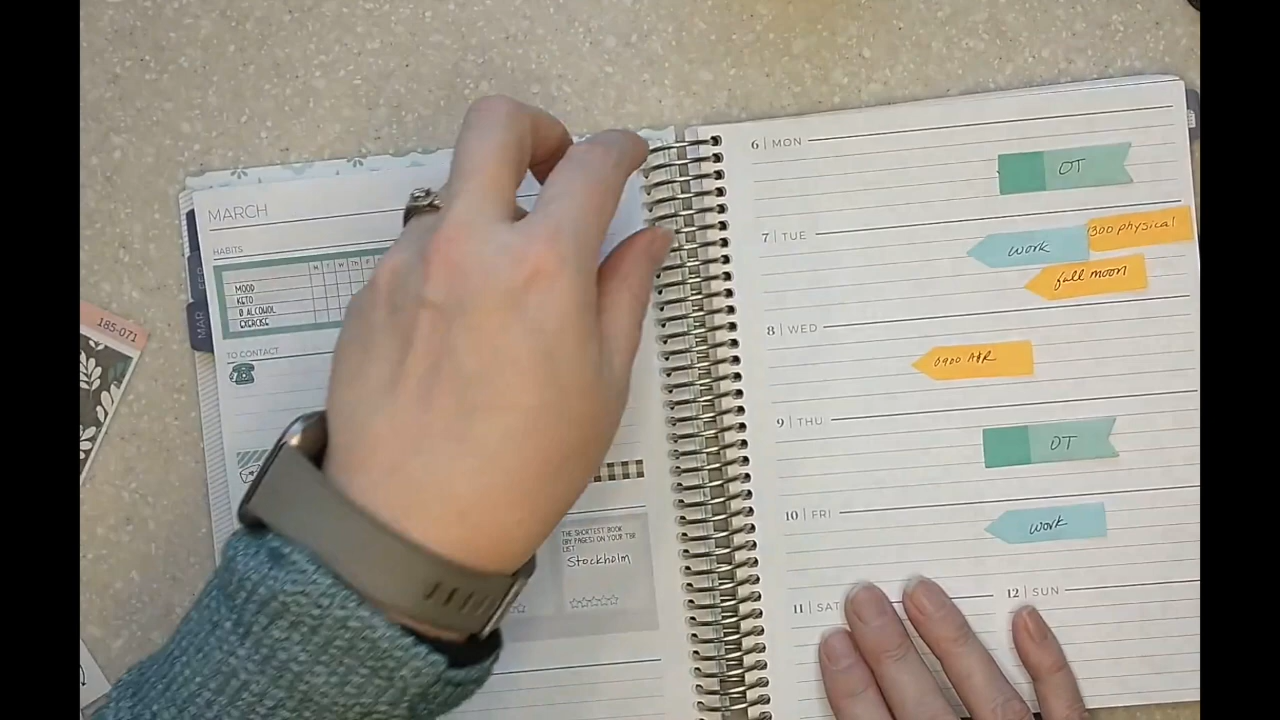 MARCH
HABITS
M T W Th F
MOOD
KETO
0 ALCOHOL
EXERCISE
TO CONTACT
THE SHORTEST BOOK
(BY PAGES) ON YOUR TBR
LIST
Stockholm
MAR
185-071
6 | MON
OT
7 | TUE
work
1300 physical
full moon
8 | WED
0900 A&R
9 | THU
OT
10 | FRI
work
11 | SAT
12 | SUN